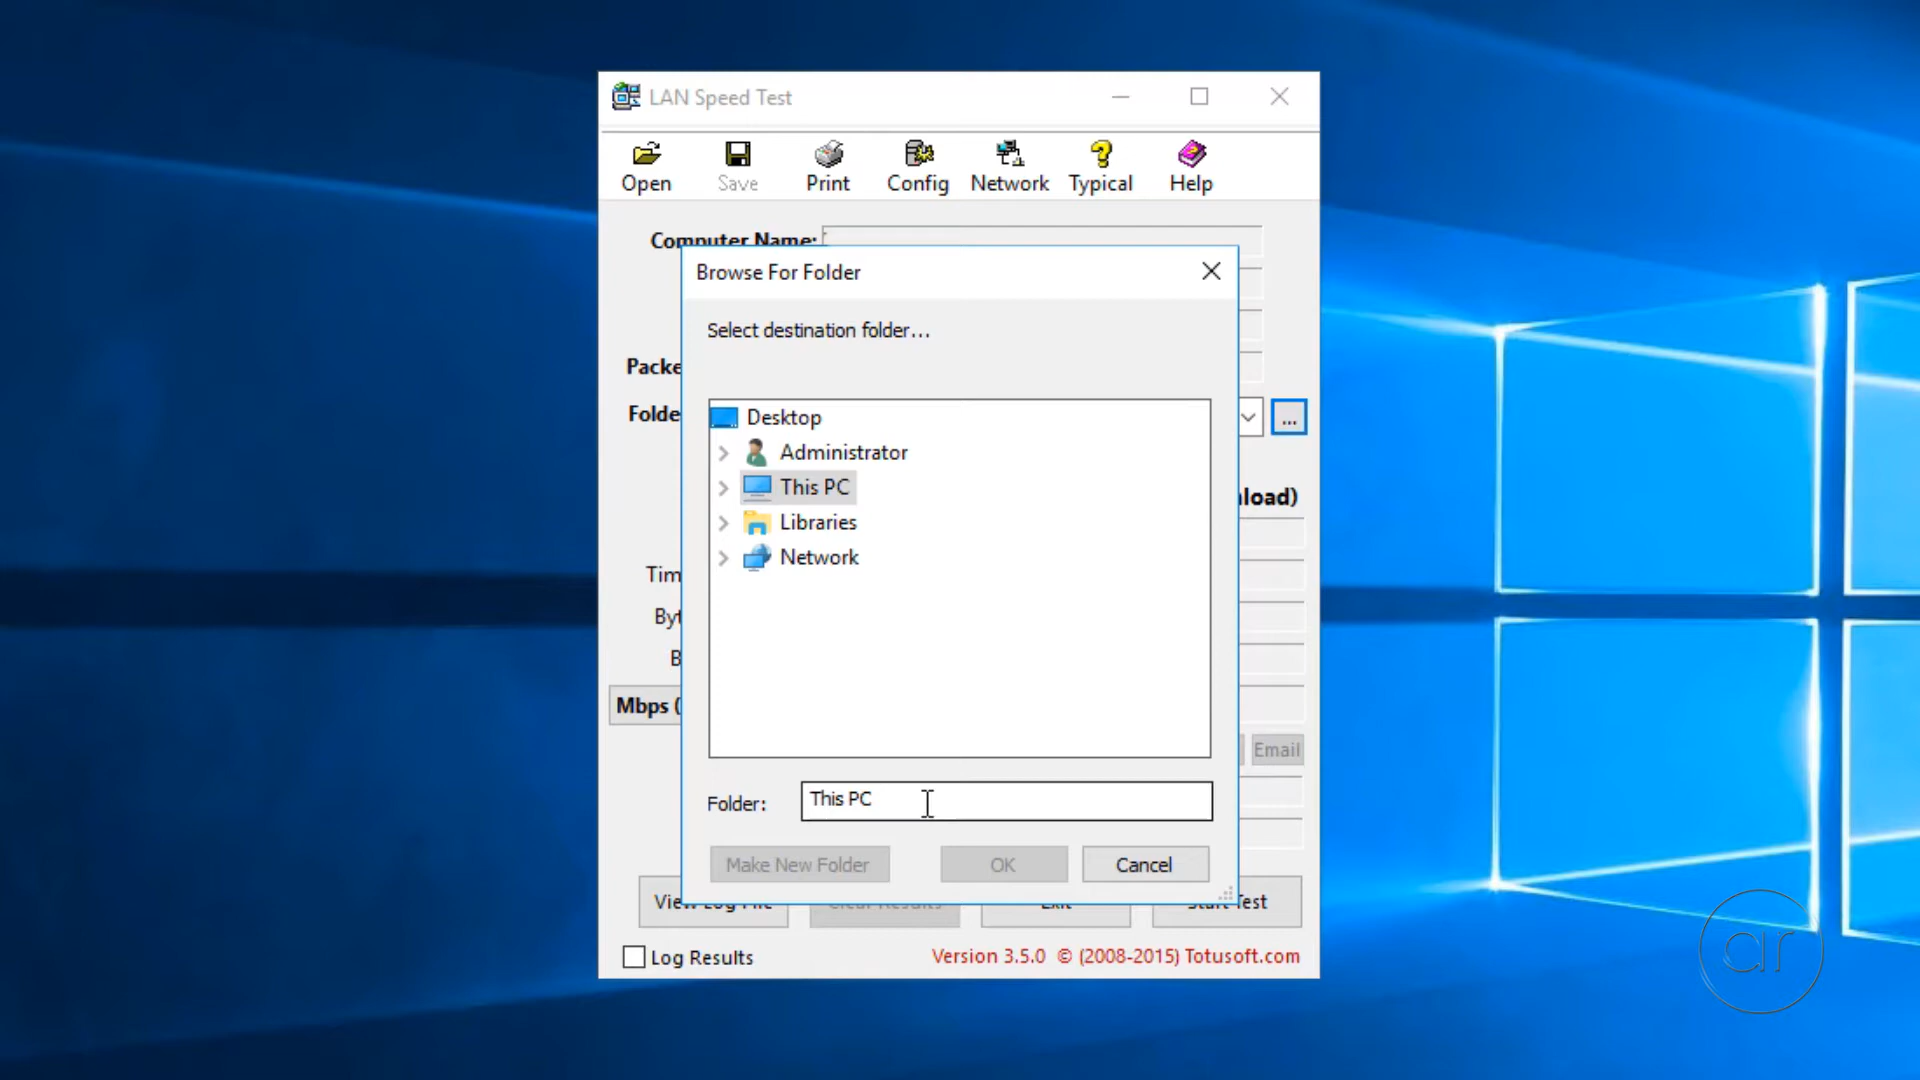 LAN Speed Test
Open Save Print Config Network Typical Help
Computer Name:
Browse For Folder
Select destination folder...
Packe
Folde
...
Desktop
Administrator
This PC
nload)
Libraries
Network
Tim
Byt
B
Mbps (
Email
Folder: This PC
Make New Folder OK Cancel
View Log File Clear Results Exit Start Test
Log Results
Version 3.5.0 © (2008-2015) Totusoft.com
ar